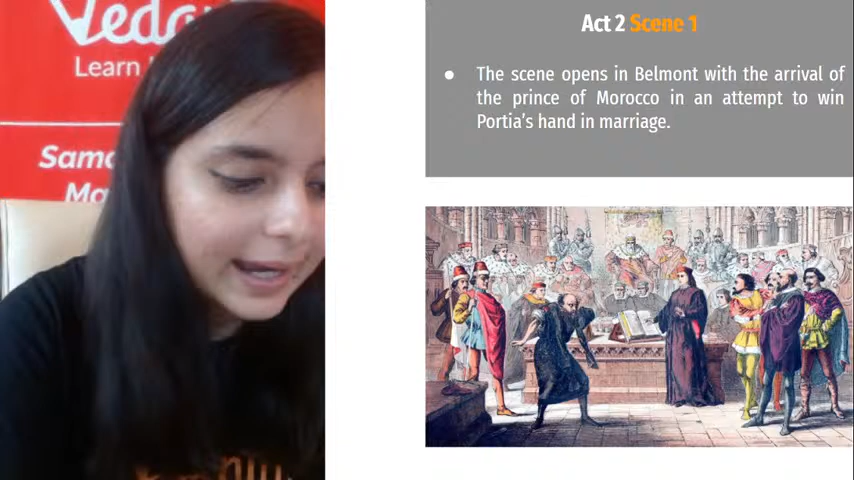 Learn
Act 2 Scene 1
● The scene opens in Belmont with the arrival of
the prince of Morocco in an attempt to win
Portia's hand in marriage.